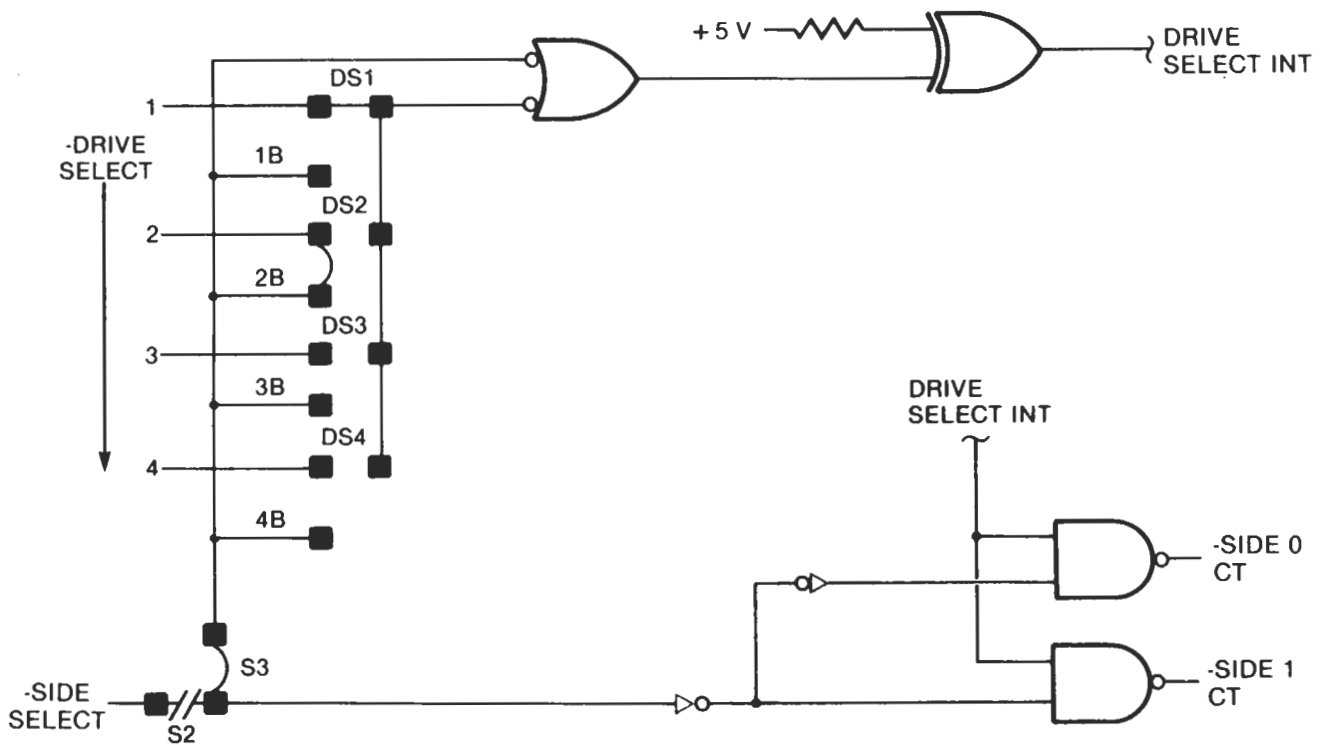 +5 V
DRIVE
SELECT INT
DS1
1
-DRIVE
SELECT
1B
DS2
2
2B
DS3
3
3B
DS4
4
4B
DRIVE
SELECT INT
-SIDE 0
CT
S3
-SIDE
SELECT
S2
-SIDE 1
CT